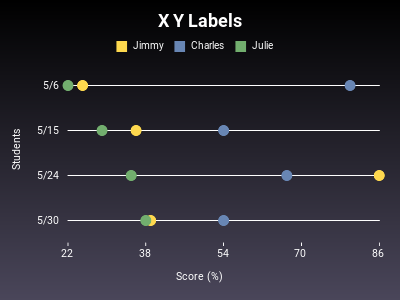 X Y Labels
Jimmy Charles Julie
5/6
5/15
5/24
5/30
Students
22 38 54 70 86
Score (%)